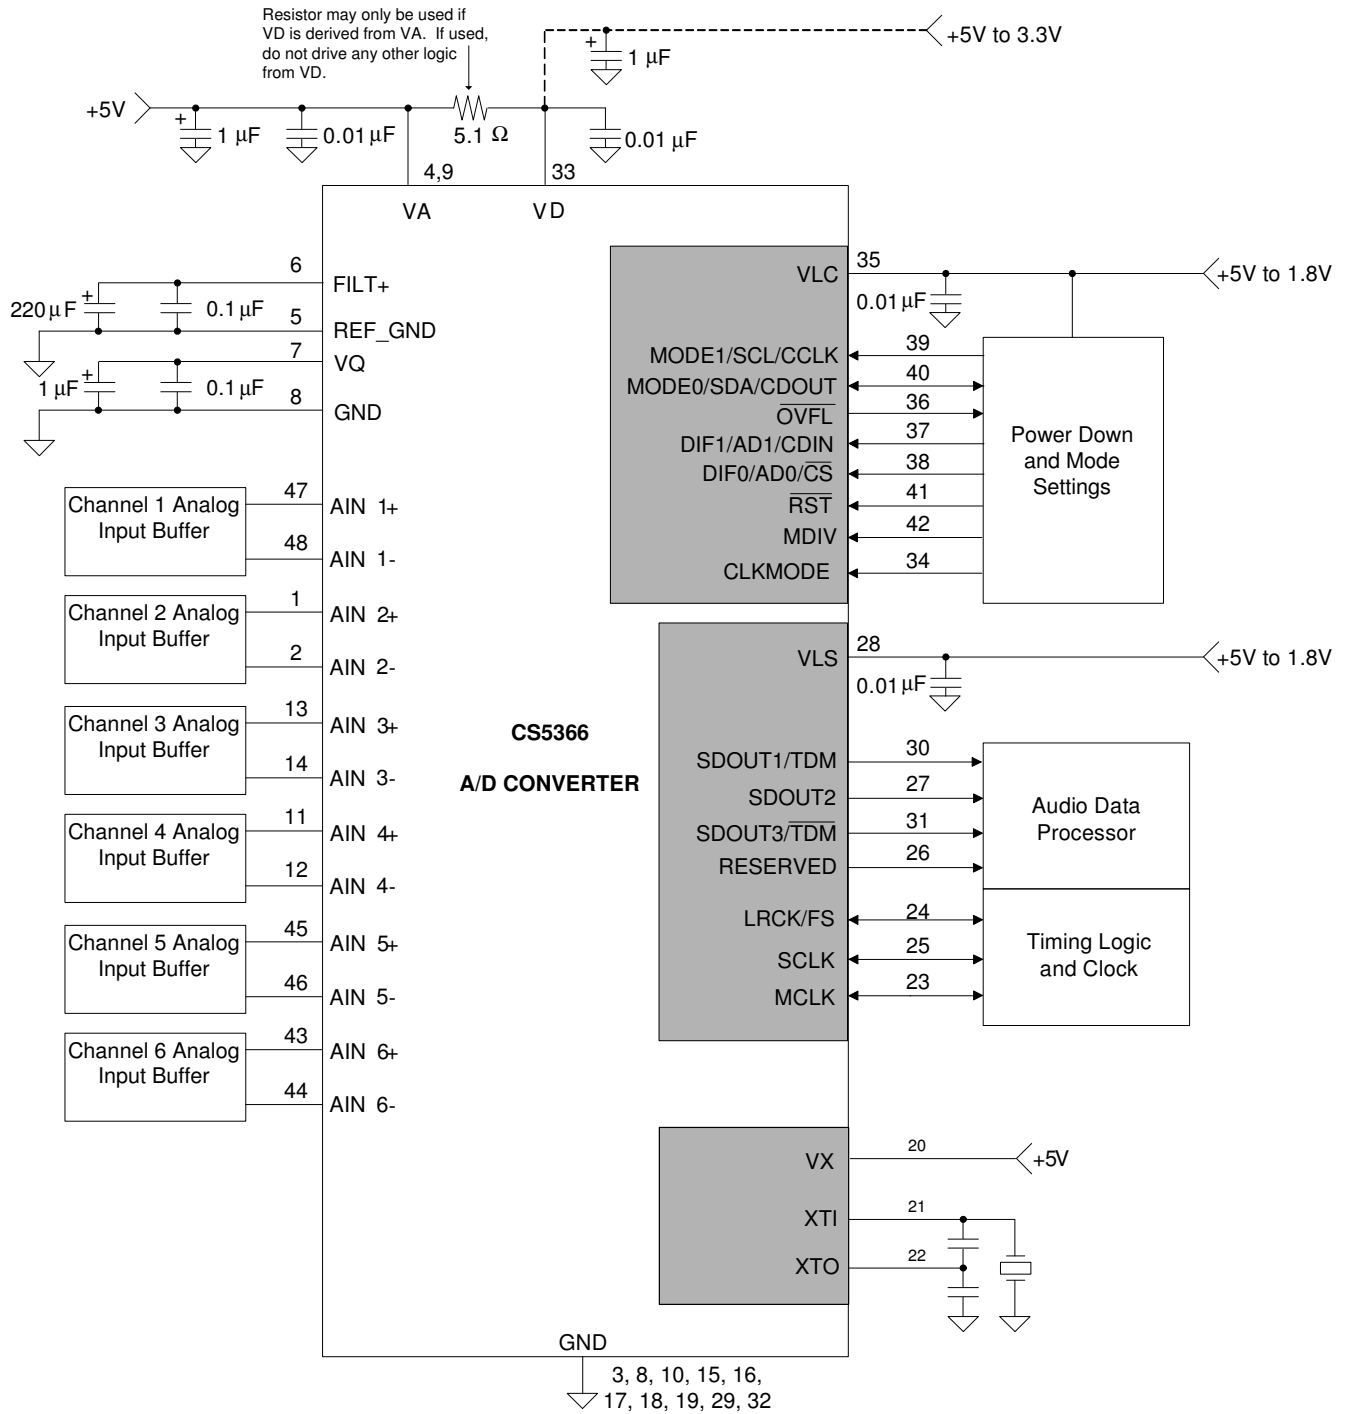 Resistor may only be used if
VD is derived from VA. If used,
do not drive any other logic
from VD.
+5V to 3.3V
+
1 µF
+5V
+
1 µF
0.01 µF
5.1 Ω
0.01 µF
4,9
33
VA
VD
6
FILT+
220 µF
+
0.1 µF
5
REF_GND
7
VQ
1 µF
+
0.1 µF
8
GND
Channel 1 Analog
Input Buffer
47
AIN 1+
48
AIN 1-
Channel 2 Analog
Input Buffer
1
AIN 2+
2
AIN 2-
Channel 3 Analog
Input Buffer
13
AIN 3+
14
AIN 3-
Channel 4 Analog
Input Buffer
11
AIN 4+
12
AIN 4-
Channel 5 Analog
Input Buffer
45
AIN 5+
46
AIN 5-
Channel 6 Analog
Input Buffer
43
AIN 6+
44
AIN 6-
CS5366
A/D CONVERTER
VLC
35
0.01 µF
+5V to 1.8V
MODE1/SCL/CCLK
39
MODE0/SDA/CDOUT
40
OVFL
36
DIF1/AD1/CDIN
37
DIF0/AD0/CS
38
RST
41
MDIV
42
CLKMODE
34
Power Down
and Mode
Settings
VLS
28
0.01 µF
+5V to 1.8V
SDOUT1/TDM
30
SDOUT2
27
SDOUT3/TDM
31
RESERVED
26
Audio Data
Processor
LRCK/FS
24
SCLK
25
MCLK
23
Timing Logic
and Clock
VX
20
+5V
XTI
21
XTO
22
GND
3, 8, 10, 15, 16,
17, 18, 19, 29, 32